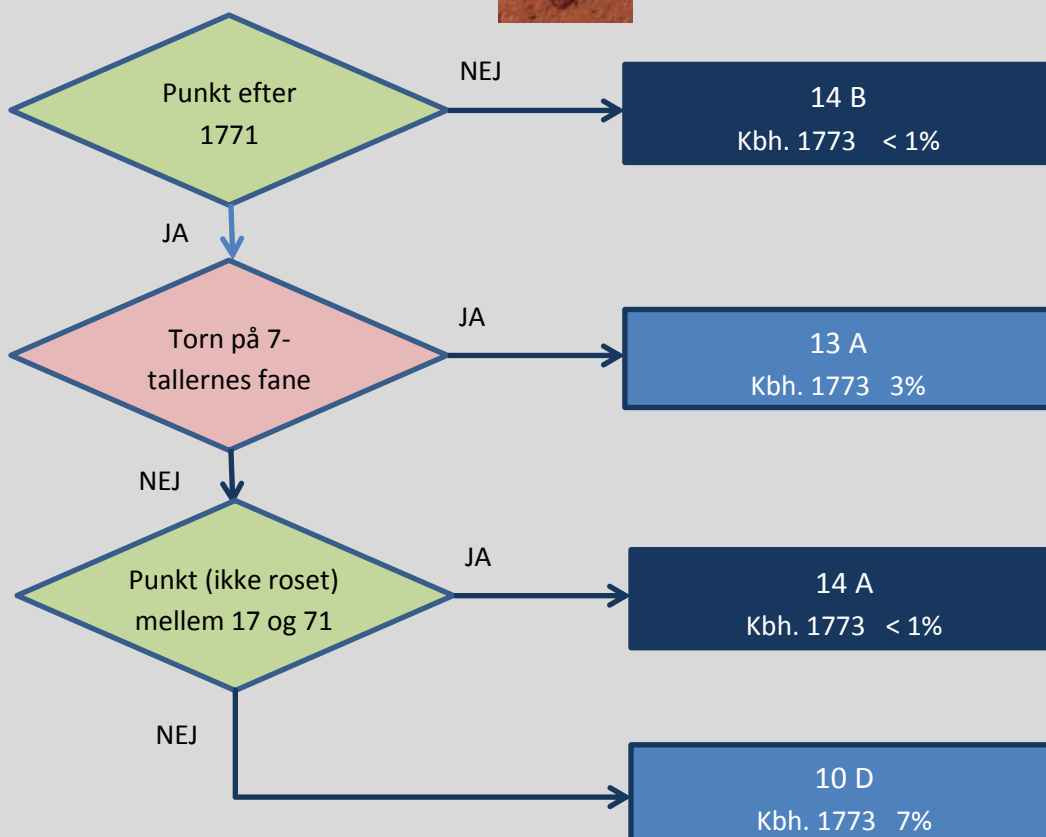 Punkt efter
1771
NEJ
14 B
Kbh. 1773 < 1%
JA
Torn på 7-
tallernes fane
JA
13 A
Kbh. 1773 3%
NEJ
Punkt (ikke roset)
mellem 17 og 71
JA
14 A
Kbh. 1773 < 1%
NEJ
10 D
Kbh. 1773 7%